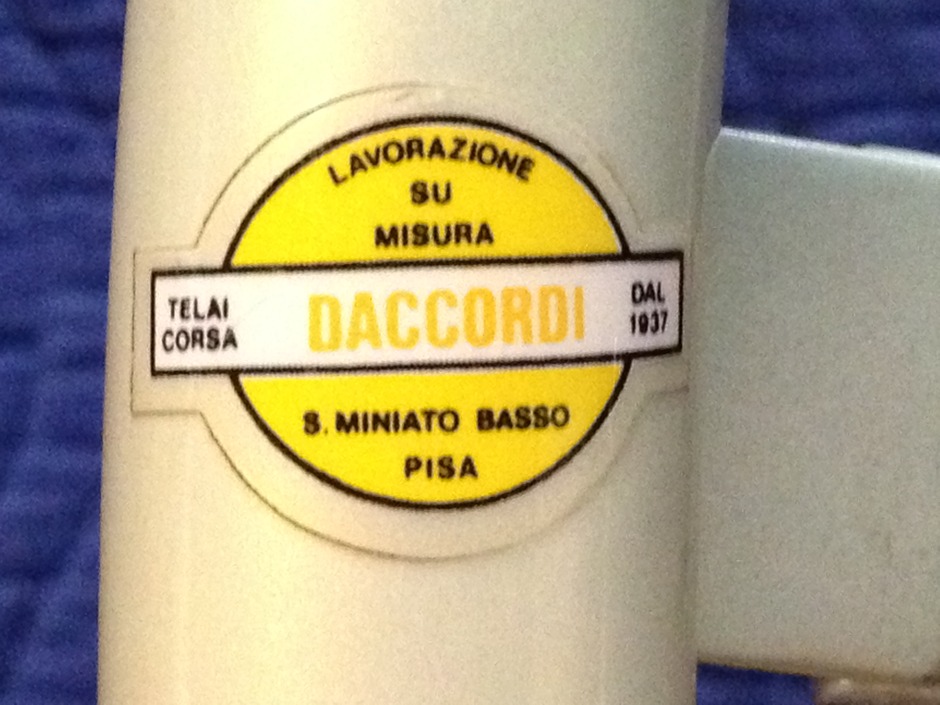 LAVORAZIONE
SU
MISURA
TELAI
CORSA
DACCORDI
DAL
1937
S. MINIATO BASSO
PISA